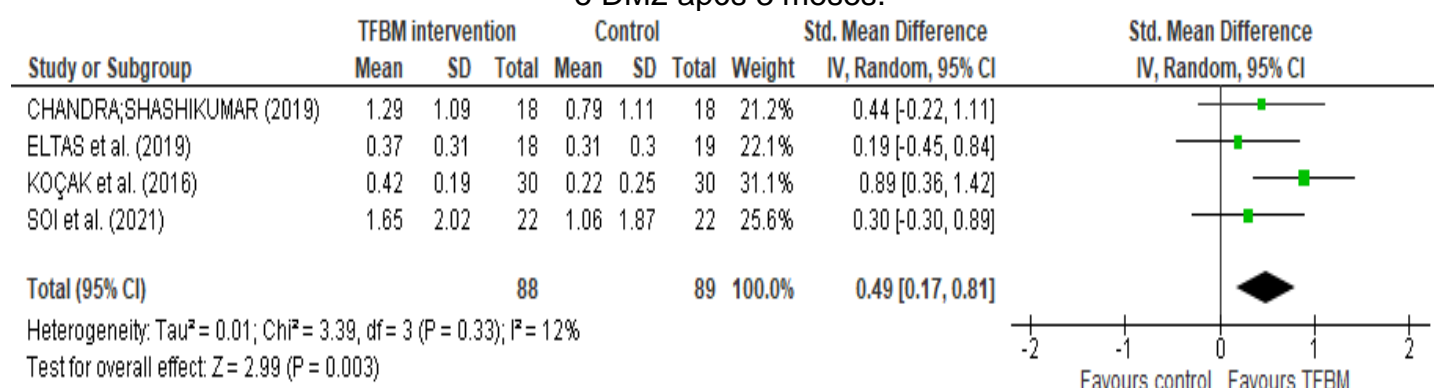 após
TFBM intervention Control Std. Mean Difference Std. Mean Difference
Study or Subgroup Mean SD Total Mean SD Total Weight IV, Random, 95% CI IV, Random, 95% CI
CHANDRA;SHASHIKUMAR (2019) 1.29 1.09 18 0.79 1.11 18 21.2% 0.44 [-0.22, 1.11]
ELTAS et al. (2019) 0.37 0.31 18 0.31 0.3 19 22.1% 0.19 [-0.45, 0.84]
KOÇAK et al. (2016) 0.42 0.19 30 0.22 0.25 30 31.1% 0.89 [0.36, 1.42]
SOI et al. (2021) 1.65 2.02 22 1.06 1.87 22 25.6% 0.30 [-0.30, 0.89]
Total (95% CI) 88 89 100.0% 0.49 [0.17, 0.81]
Heterogeneity: Tau² = 0.01; Chi² = 3.39, df = 3 (P = 0.33); I² = 12%
Test for overall effect: Z = 2.99 (P = 0.003)
-2 -1 0 1 2
Favours control Favours TFBM